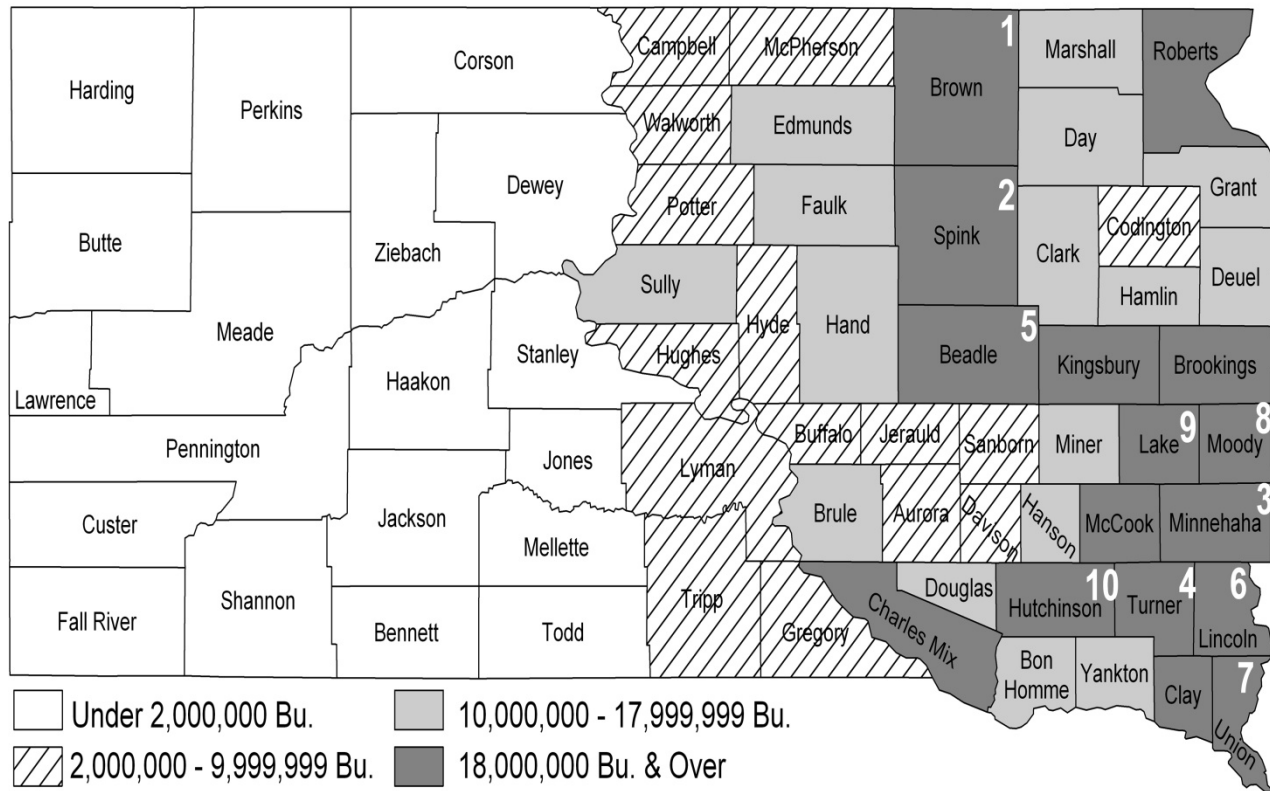 Harding
Perkins
Corson
Campbell
McPherson
1
Brown
Marshall
Roberts
Butte
Meade
Ziebach
Dewey
Walworth
Edmunds
Day
Grant
Potter
Faulk
2
Spink
Clark
Codington
Hamlin
Deuel
Sully
Hyde
Hand
Hughes
Stanley
Haakon
5
Beadle
Kingsbury
Brookings
Lawrence
Pennington
Jones
Lyman
Buffalo
Jerauld
Sanborn
Miner
9
Lake
8
Moody
Custer
Jackson
Mellette
Brule
Aurora
Davison
Hanson
McCook
3
Minnehaha
Fall River
Shannon
Bennett
Todd
Tripp
Gregory
Charles Mix
Douglas
10
Hutchinson
4
Turner
6
Lincoln
Bon
Homme
Yankton
Clay
7
Union
Under 2,000,000 Bu.
10,000,000 - 17,999,999 Bu.
2,000,000 - 9,999,999 Bu.
18,000,000 Bu. & Over